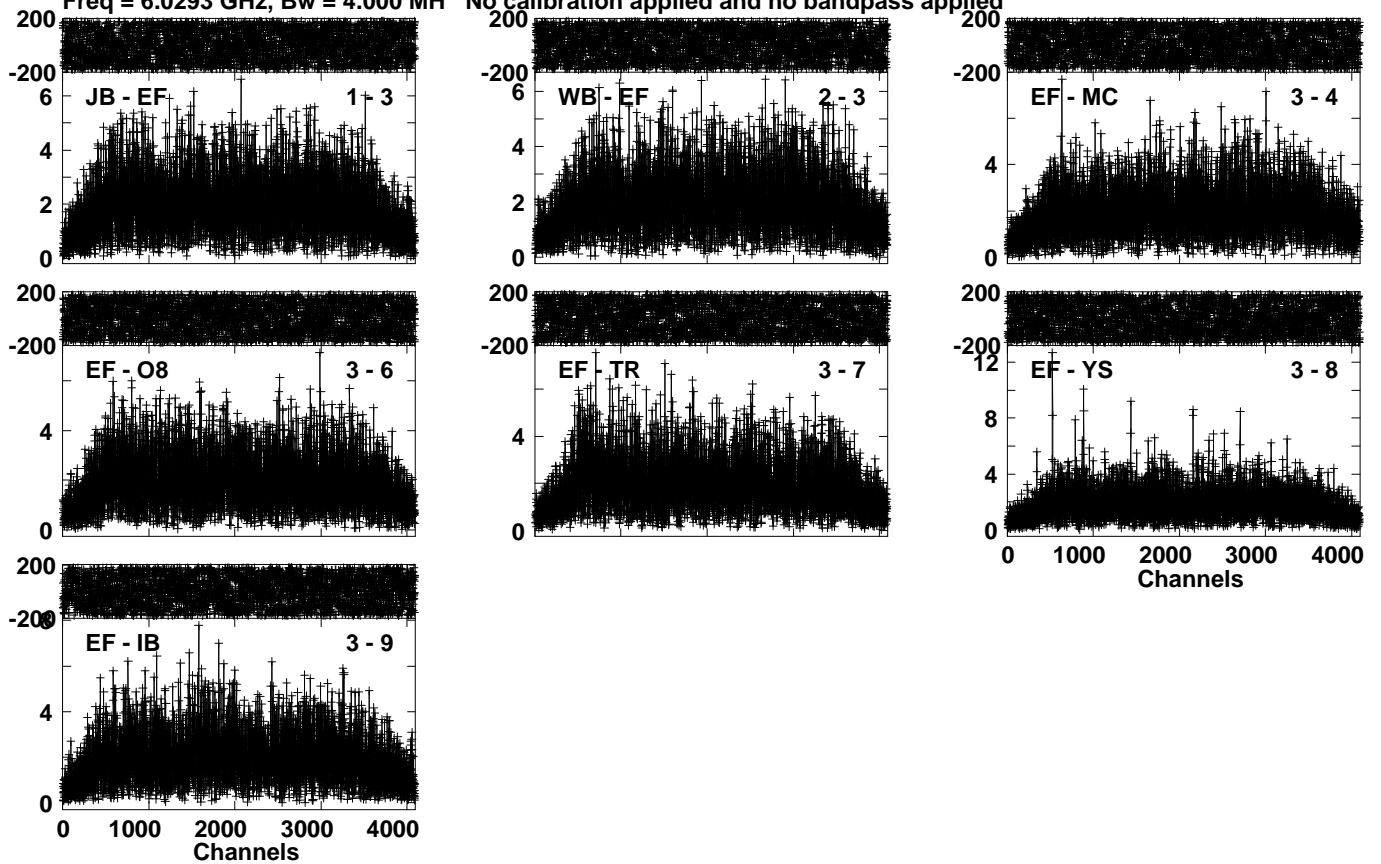 Freq = 6.0293 GHz, Bw = 4.000 MH No calibration applied and no bandpass applied
200 200 200
-200 -200 -200
JB - EF 1 - 3 WB - EF 2 - 3 EF - MC 3 - 4
6 6
4 4 4
2 2
0 0 0
200 200 200
-200 -200 -200
EF - O8 3 - 6 EF - TR 3 - 7 EF - YS 3 - 8
12
8
4 4 4
0 0 0
0 1000 2000 3000 4000
Channels
200
-200
8
EF - IB 3 - 9
4
0
0 1000 2000 3000 4000
Channels